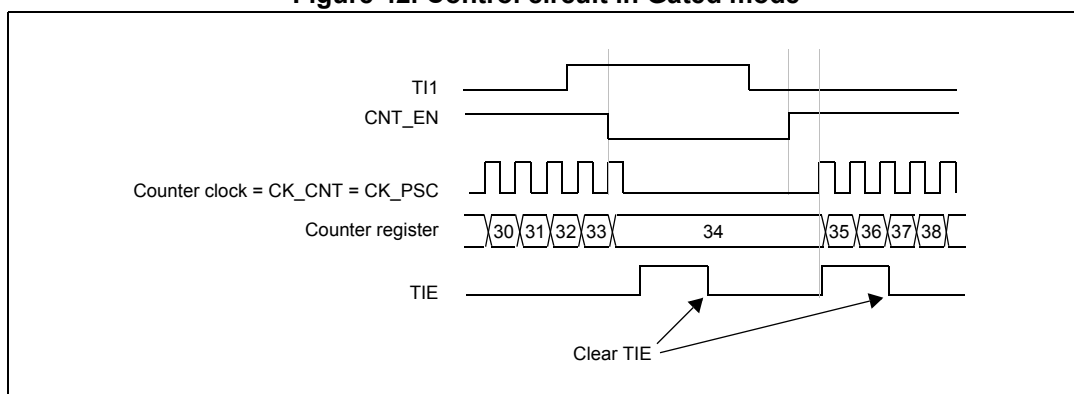 Figure 42. Control circuit in Gated mode
TI1
CNT_EN
Counter clock = CK_CNT = CK_PSC
Counter register
30 31 32 33 34 35 36 37 38
TIE
Clear TIE